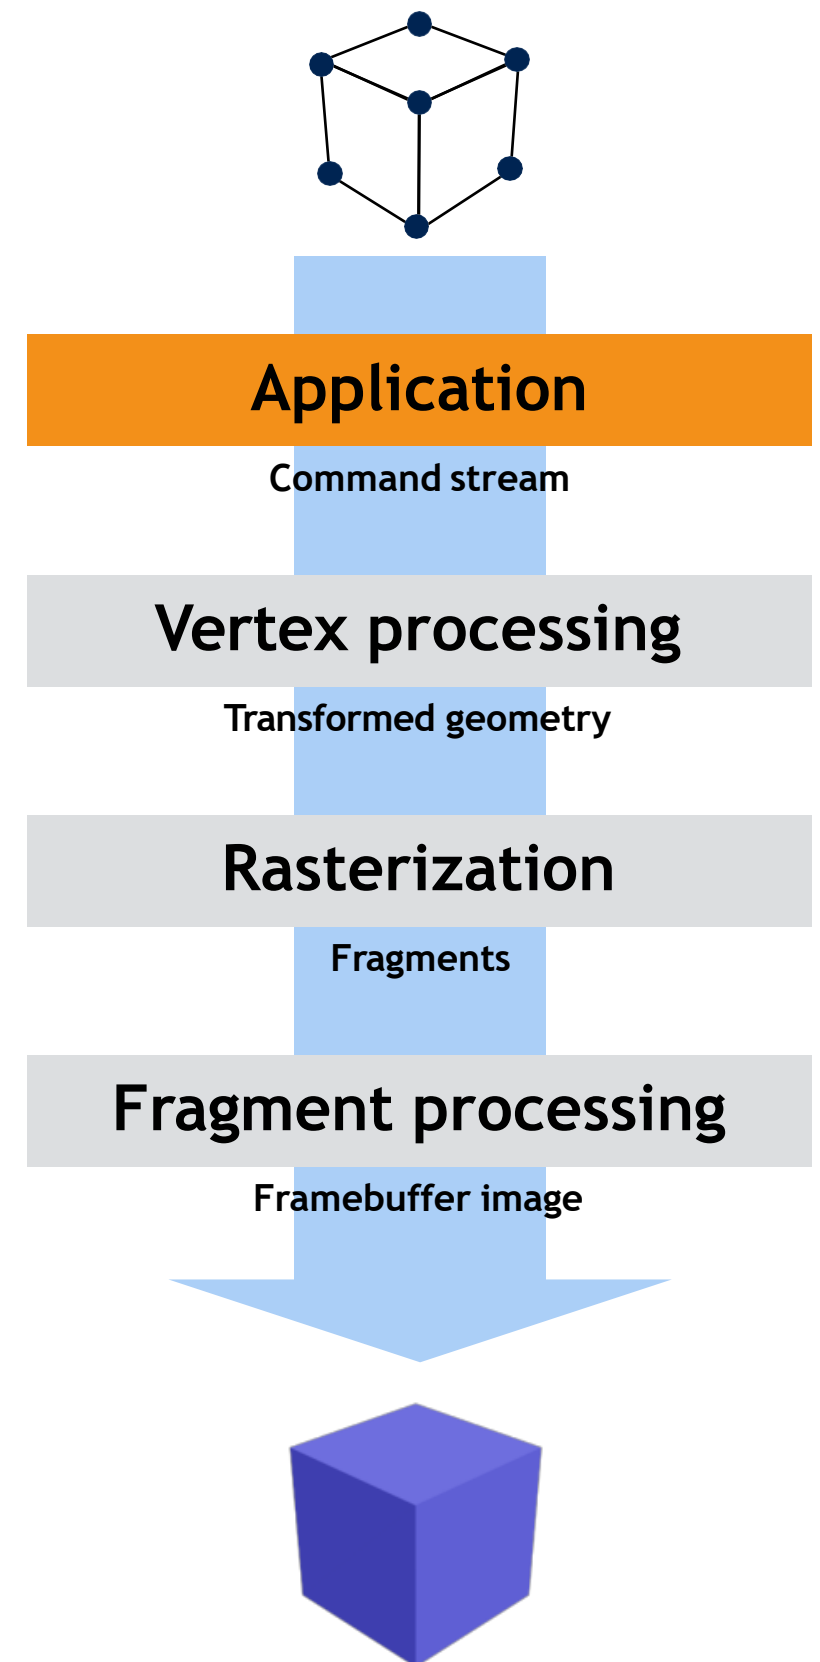 Application
Command stream
Vertex processing
Transformed geometry
Rasterization
Fragments
Fragment processing
Framebuffer image